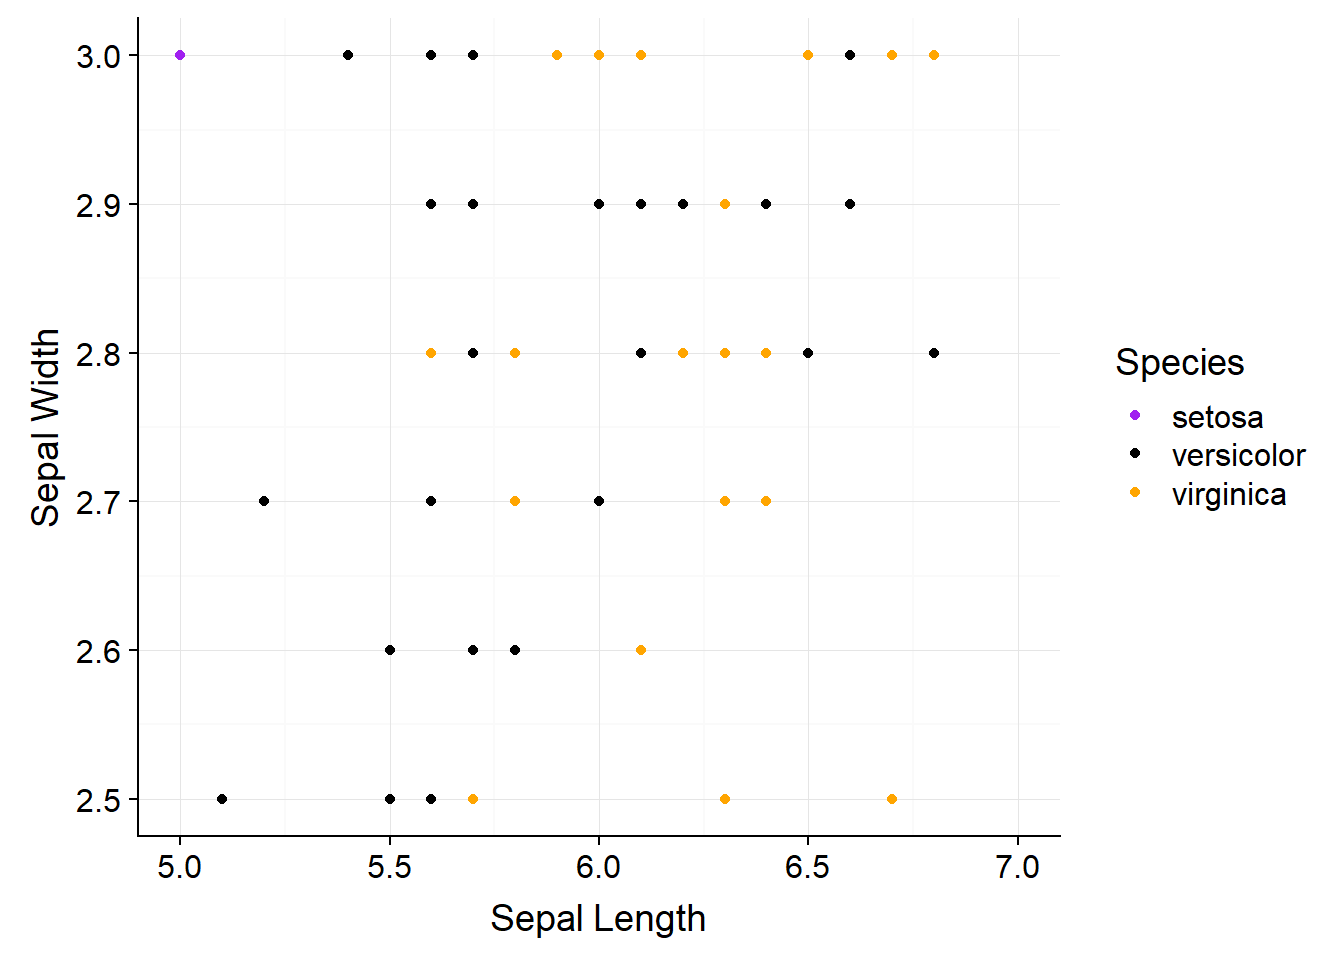 3.0
2.9
2.8
2.7
2.6
2.5
Sepal Width
5.0 5.5 6.0 6.5 7.0
Sepal Length
Species
setosa
versicolor
virginica